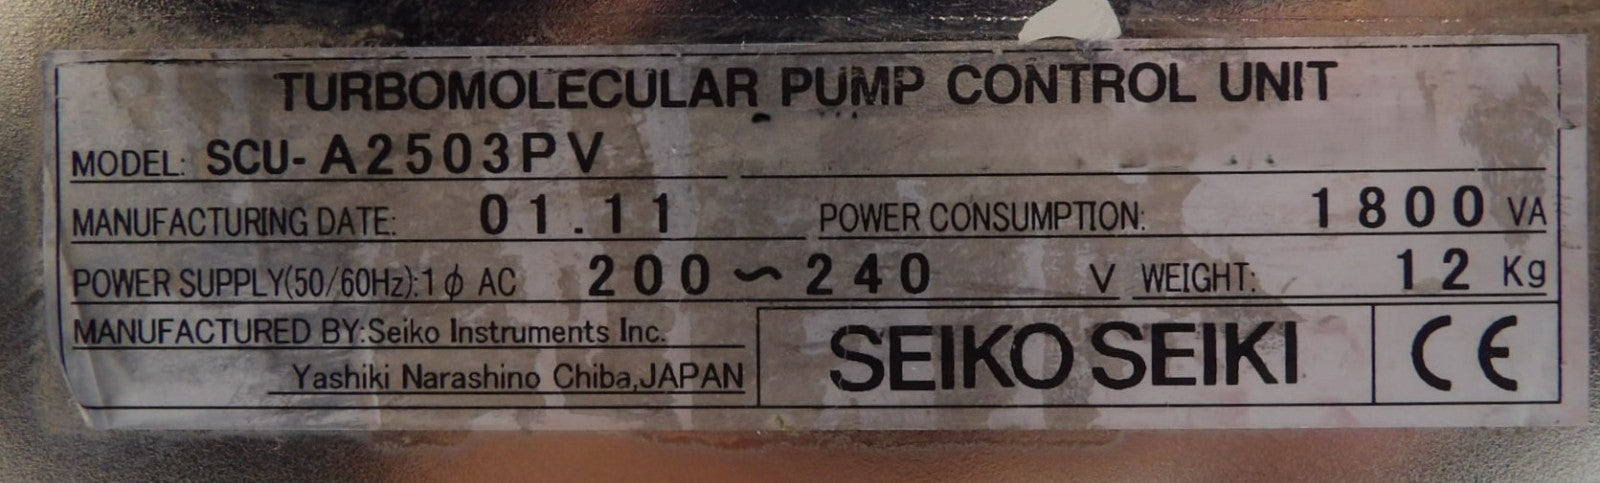 TURBOMOLECULAR PUMP CONTROL UNIT
MODEL: SCU-A2503PV
MANUFACTURING DATE: 01.11 POWER CONSUMPTION: 1800 VA
POWER SUPPLY(50/60Hz):1ϕ AC 200~240 V WEIGHT: 12 Kg
MANUFACTURED BY:Seiko Instruments Inc.
Yashiki Narashino Chiba,JAPAN
SEIKO SEIKI CE